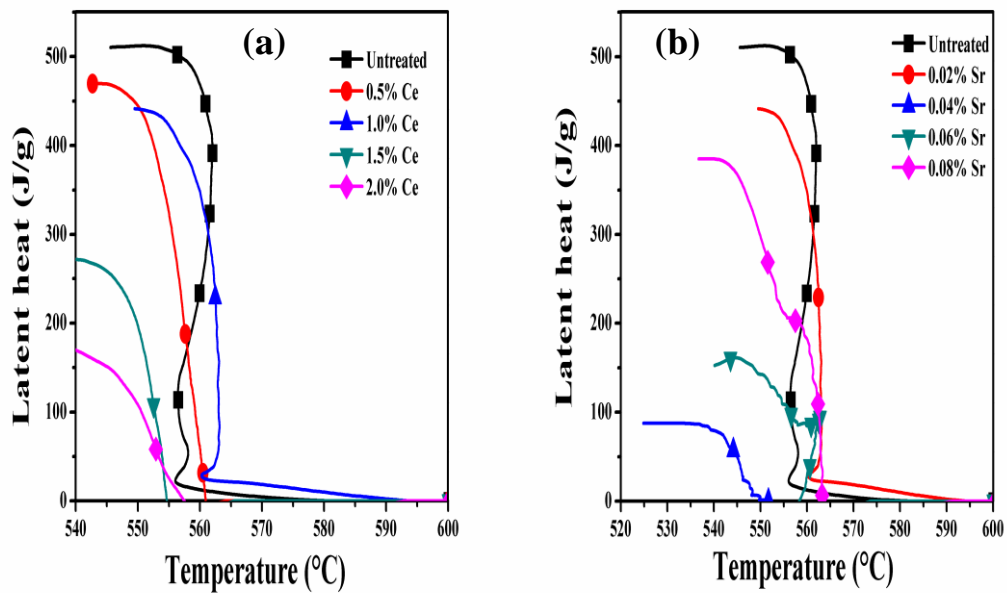 (a)
Untreated
0.5% Ce
1.0% Ce
1.5% Ce
2.0% Ce
Latent heat (J/g)
500
400
300
200
100
0
540 550 560 570 580 590 600
Temperature (°C)
(b)
Untreated
0.02% Sr
0.04% Sr
0.06% Sr
0.08% Sr
Latent heat (J/g)
500
400
300
200
100
0
520 530 540 550 560 570 580 590 600
Temperature (°C)